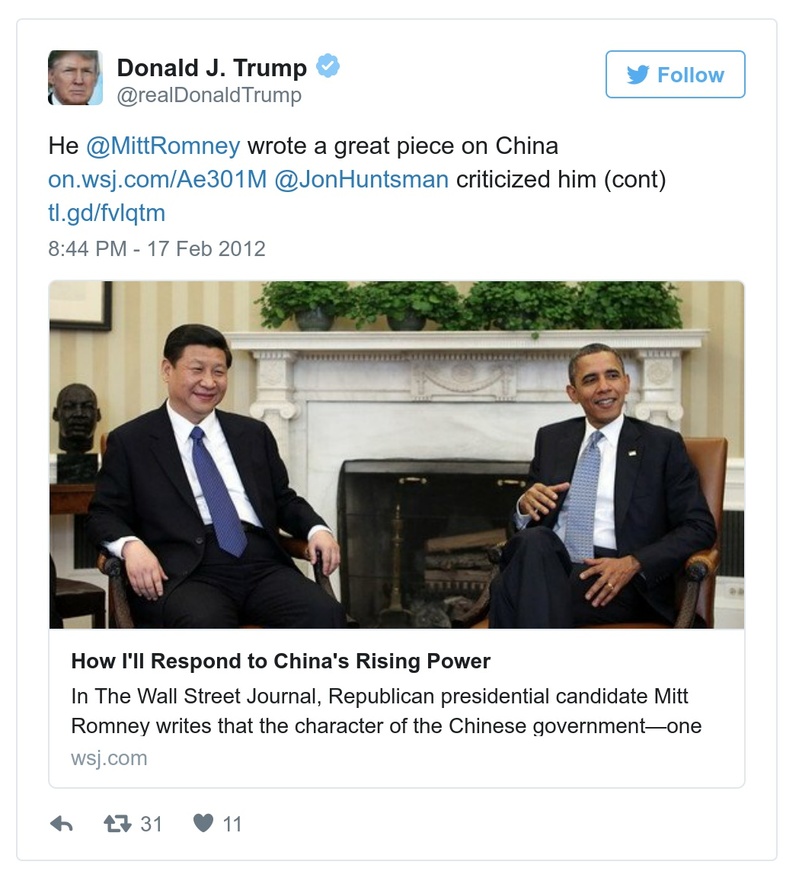 Donald J. Trump
@realDonaldTrump
Follow
He @MittRomney wrote a great piece on China
on.wsj.com/Ae301M @JonHuntsman criticized him (cont)
tl.gd/fvlqtm
8:44 PM - 17 Feb 2012
How I'll Respond to China's Rising Power
In The Wall Street Journal, Republican presidential candidate Mitt
Romney writes that the character of the Chinese government—one
wsj.com
31
11